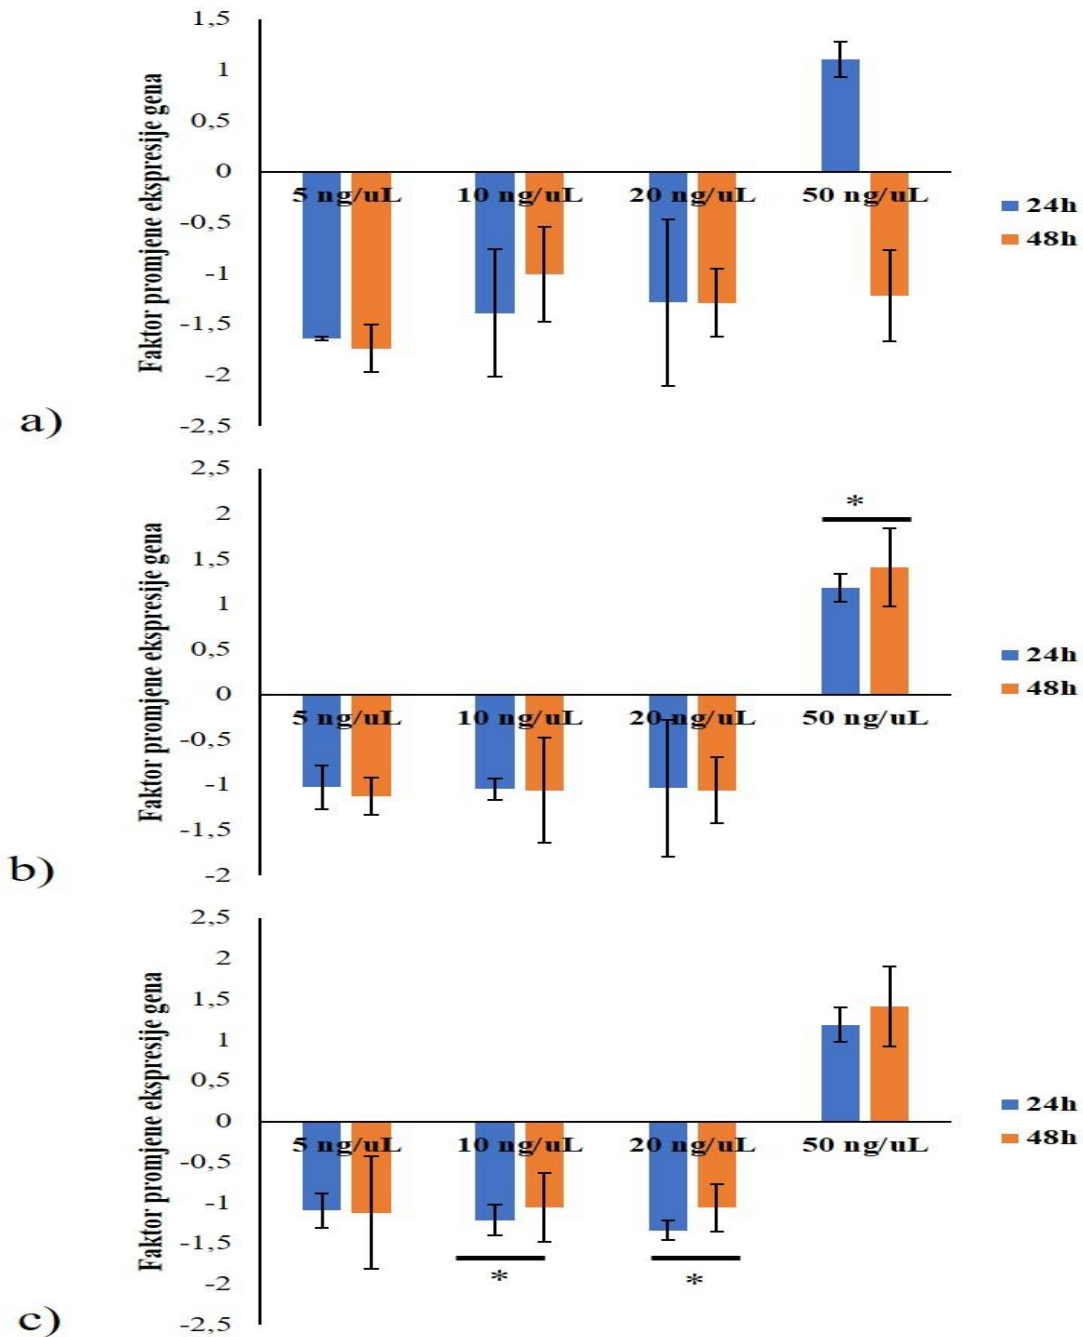 1,5
1
0,5
0
-0,5
-1
-1,5
-2
-2,5
Faktor promjene ekspresije gena
5 ng/uL 10 ng/uL 20 ng/uL 50 ng/uL
24h
48h
a)
2,5
2
1,5
1
0,5
0
-0,5
-1
-1,5
-2
Faktor promjene ekspresije gena
*
5 ng/uL 10 ng/uL 20 ng/uL 50 ng/uL
24h
48h
b)
2,5
2
1,5
1
0,5
0
-0,5
-1
-1,5
-2
-2,5
Faktor promjene ekspresije gena
5 ng/uL 10 ng/uL 20 ng/uL 50 ng/uL
* *
24h
48h
c)